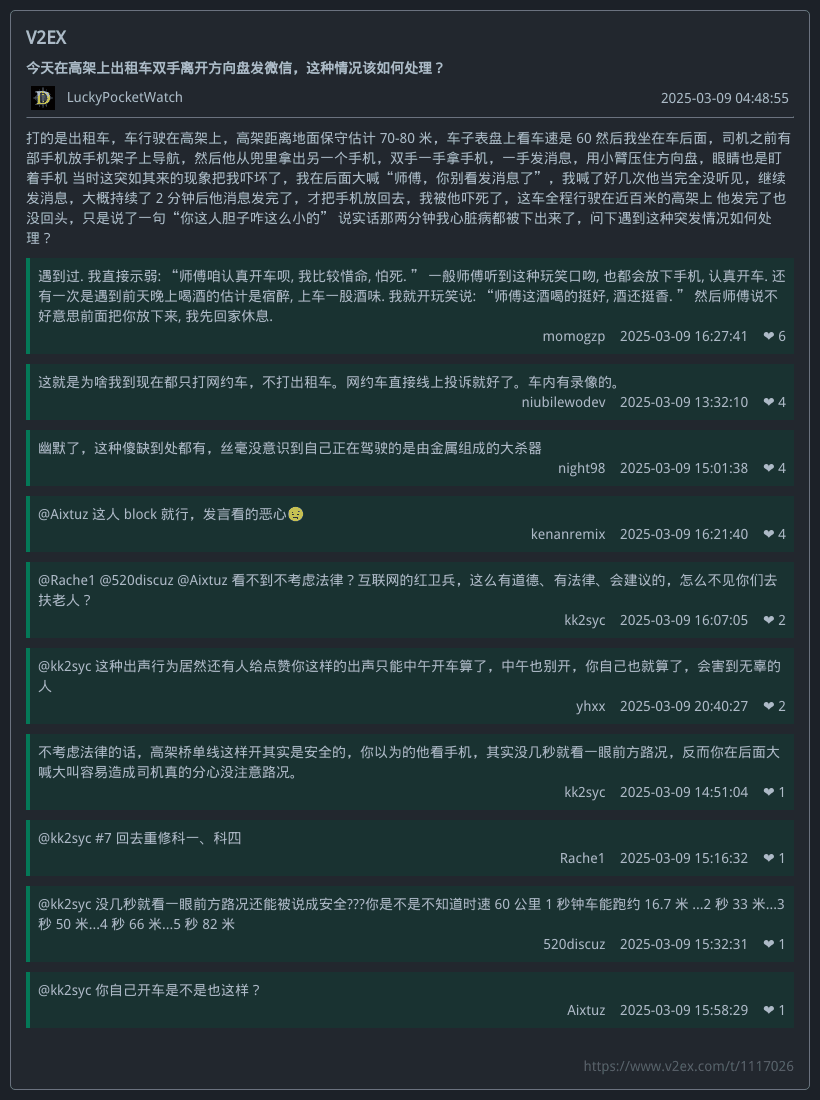 V2EX
今天在高架上出租车双手离开方向盘发微信，这种情况该如何处理？
LuckyPocketWatch 2025-03-09 04:48:55
打的是出租车，车行驶在高架上，高架距离地面保守估计 70-80 米，车子表盘上看车速是 60 然后我坐在车后面，司机之前有
部手机放手机架子上导航，然后他从兜里拿出另一个手机，双手一手拿手机，一手发消息，用小臂压住方向盘，眼睛也是盯
着手机 当时这突如其来的现象把我吓坏了，我在后面大喊“师傅，你别看发消息了”，我喊了好几次他当完全没听见，继续
发消息，大概持续了 2 分钟后他消息发完了，才把手机放回去，我被他吓死了，这车全程行驶在近百米的高架上 他发完了也
没回头，只是说了一句“你这人胆子咋这么小的” 说实话那两分钟我心脏病都被下出来了，问下遇到这种突发情况如何处
理？
遇到过. 我直接示弱: “师傅咱认真开车呗, 我比较惜命, 怕死. ” 一般师傅听到这种玩笑口吻, 也都会放下手机, 认真开车. 还
有一次是遇到前天晚上喝酒的估计是宿醉, 上车一股酒味. 我就开玩笑说: “师傅这酒喝的挺好, 酒还挺香. ” 然后师傅说不
好意思前面把你放下来, 我先回家休息.
momogzp 2025-03-09 16:27:41 ❤ 6
这就是为啥我到现在都只打网约车，不打出租车。网约车直接线上投诉就好了。车内有录像的。
niubilewodev 2025-03-09 13:32:10 ❤ 4
幽默了，这种傻缺到处都有，丝毫没意识到自己正在驾驶的是由金属组成的大杀器
night98 2025-03-09 15:01:38 ❤ 4
@Aixtuz 这人 block 就行，发言看的恶心🤢
kenanremix 2025-03-09 16:21:40 ❤ 4
@Rache1 @520discuz @Aixtuz 看不到不考虑法律？互联网的红卫兵，这么有道德、有法律、会建议的，怎么不见你们去
扶老人？
kk2syc 2025-03-09 16:07:05 ❤ 2
@kk2syc 这种出声行为居然还有人给点赞你这样的出声只能中午开车算了，中午也别开，你自己也就算了，会害到无辜的
人
yhxx 2025-03-09 20:40:27 ❤ 2
不考虑法律的话，高架桥单线这样开其实是安全的，你以为的他看手机，其实没几秒就看一眼前方路况，反而你在后面大
喊大叫容易造成司机真的分心没注意路况。
kk2syc 2025-03-09 14:51:04 ❤ 1
@kk2syc #7 回去重修科一、科四
Rache1 2025-03-09 15:16:32 ❤ 1
@kk2syc 没几秒就看一眼前方路况还能被说成安全???你是不是不知道时速 60 公里 1 秒钟车能跑约 16.7 米 ...2 秒 33 米...3
秒 50 米...4 秒 66 米...5 秒 82 米
520discuz 2025-03-09 15:32:31 ❤ 1
@kk2syc 你自己开车是不是也这样？
Aixtuz 2025-03-09 15:58:29 ❤ 1
https://www.v2ex.com/t/1117026